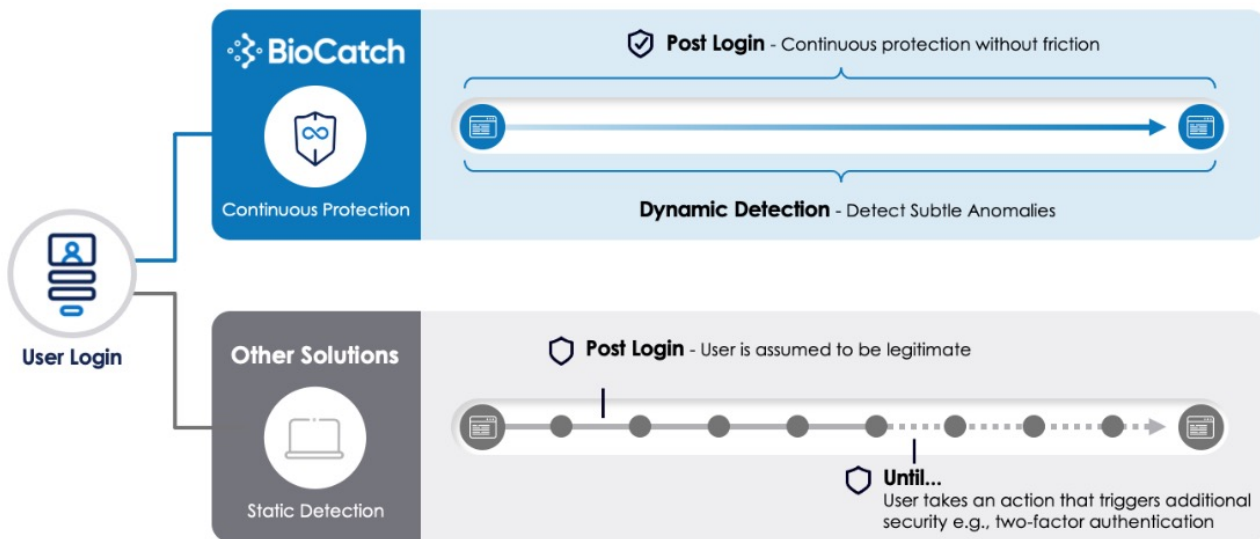 BioCatch
Continuous Protection
Post Login - Continuous protection without friction
Dynamic Detection - Detect Subtle Anomalies
User Login
Other Solutions
Static Detection
Post Login - User is assumed to be legitimate
Until...
User takes an action that triggers additional
security e.g., two-factor authentication